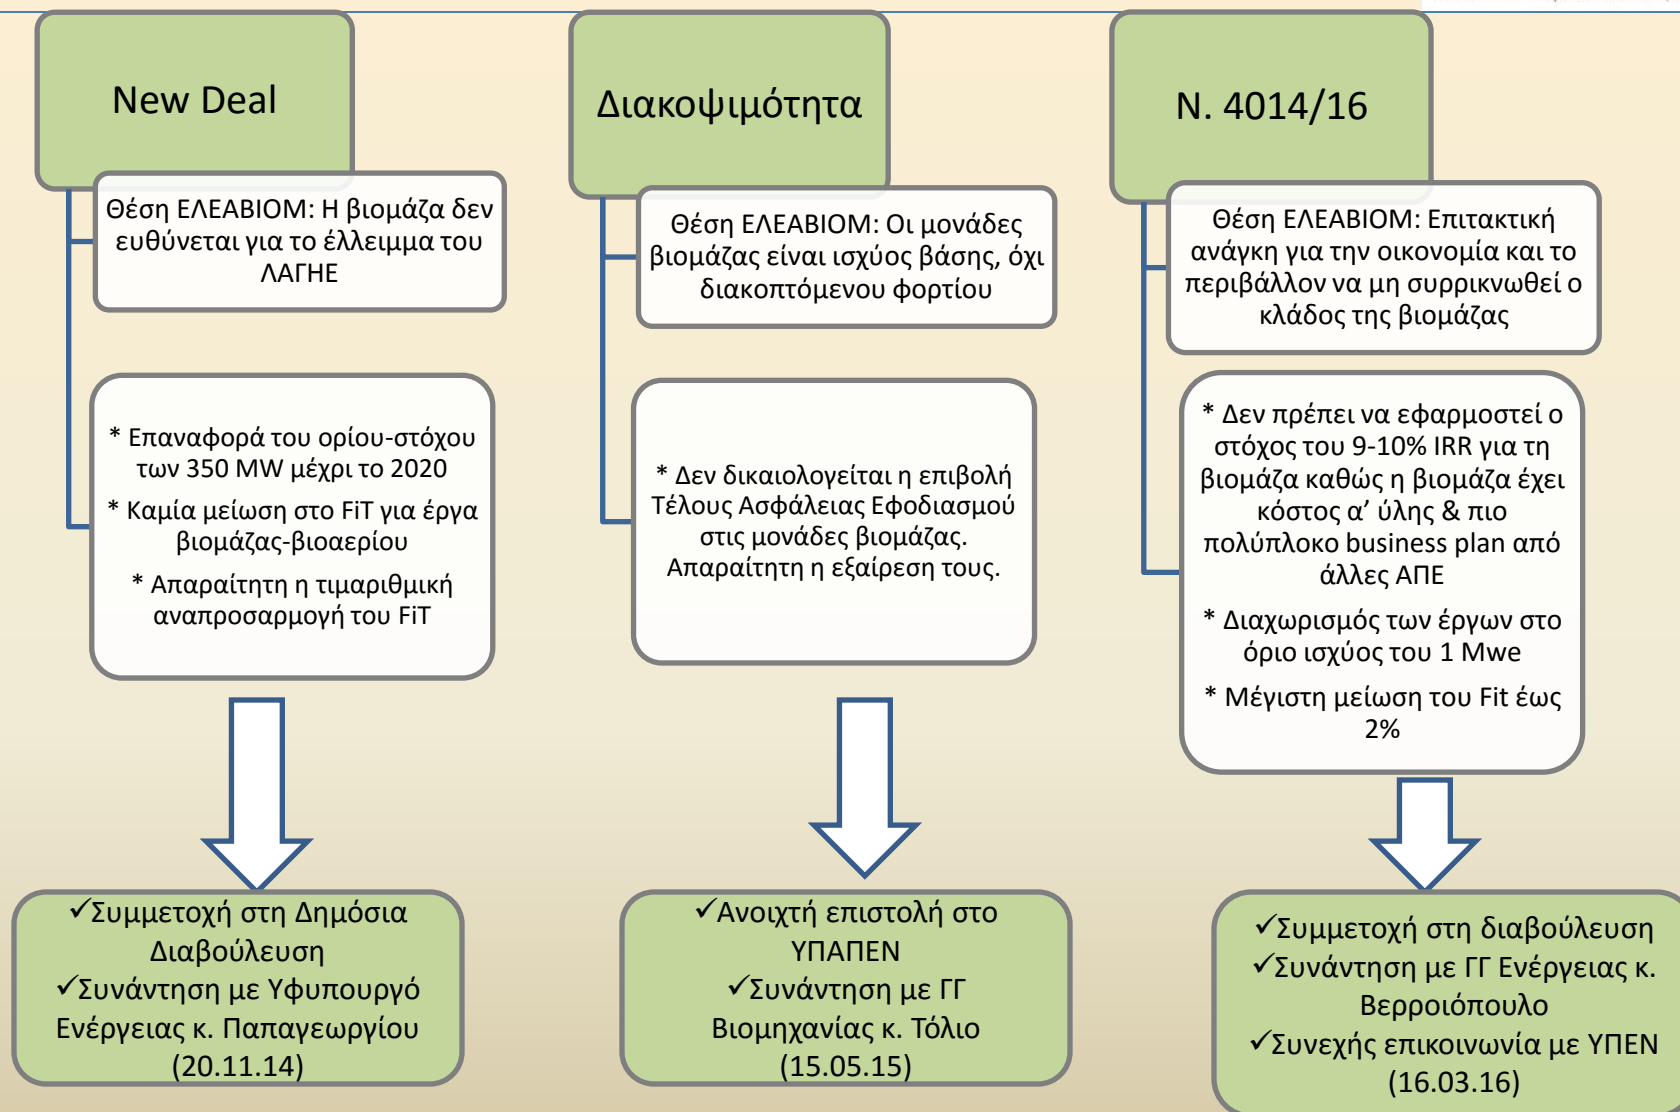 New Deal
Θέση ΕΛΕΑΒΙΟΜ: Η βιομάζα δεν
ευθύνεται για το έλλειμμα του
ΛΑΓΗΕ
* Επαναφορά του ορίου-στόχου
των 350 MW μέχρι το 2020
* Καμία μείωση στο FiT για έργα
βιομάζας-βιοαερίου
* Απαραίτητη η τιμαριθμική
αναπροσαρμογή του FiT
✓Συμμετοχή στη Δημόσια
Διαβούλευση
✓Συνάντηση με Υφυπουργό
Ενέργειας κ. Παπαγεωργίου
(20.11.14)
Διακοψιμότητα
Θέση ΕΛΕΑΒΙΟΜ: Οι μονάδες
βιομάζας είναι ισχύος βάσης, όχι
διακοπτόμενου φορτίου
* Δεν δικαιολογείται η επιβολή
Τέλους Ασφάλειας Εφοδιασμού
στις μονάδες βιομάζας.
Απαραίτητη η εξαίρεση τους.
✓Ανοιχτή επιστολή στο
ΥΠΑΠΕΝ
✓Συνάντηση με ΓΓ
Βιομηχανίας κ. Τόλιο
(15.05.15)
Ν. 4014/16
Θέση ΕΛΕΑΒΙΟΜ: Επιτακτική
ανάγκη για την οικονομία και το
περιβάλλον να μη συρρικνωθεί ο
κλάδος της βιομάζας
* Δεν πρέπει να εφαρμοστεί ο
στόχος του 9-10% IRR για τη
βιομάζα καθώς η βιομάζα έχει
κόστος α’ ύλης & πιο
πολύπλοκο business plan από
άλλες ΑΠΕ
* Διαχωρισμός των έργων στο
όριο ισχύος του 1 Mwe
* Μέγιστη μείωση του Fit έως
2%
✓Συμμετοχή στη διαβούλευση
✓Συνάντηση με ΓΓ Ενέργειας κ.
Βερροιόπουλο
✓Συνεχής επικοινωνία με ΥΠΕΝ
(16.03.16)